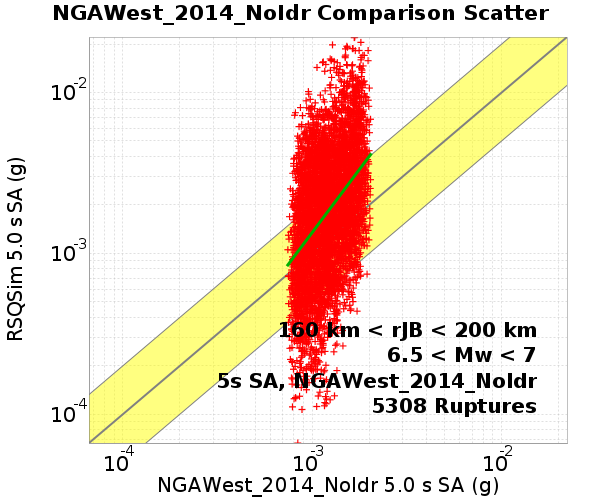 NGAWest_2014_NoIdr Comparison Scatter
RSQSim 5.0 s SA (g)
10-2
10-3
10-4
160 km < rJB < 200 km
6.5 < Mw < 7
5s SA, NGAWest_2014_NoIdr
5308 Ruptures
10-4 10-3 10-2
NGAWest_2014_NoIdr 5.0 s SA (g)